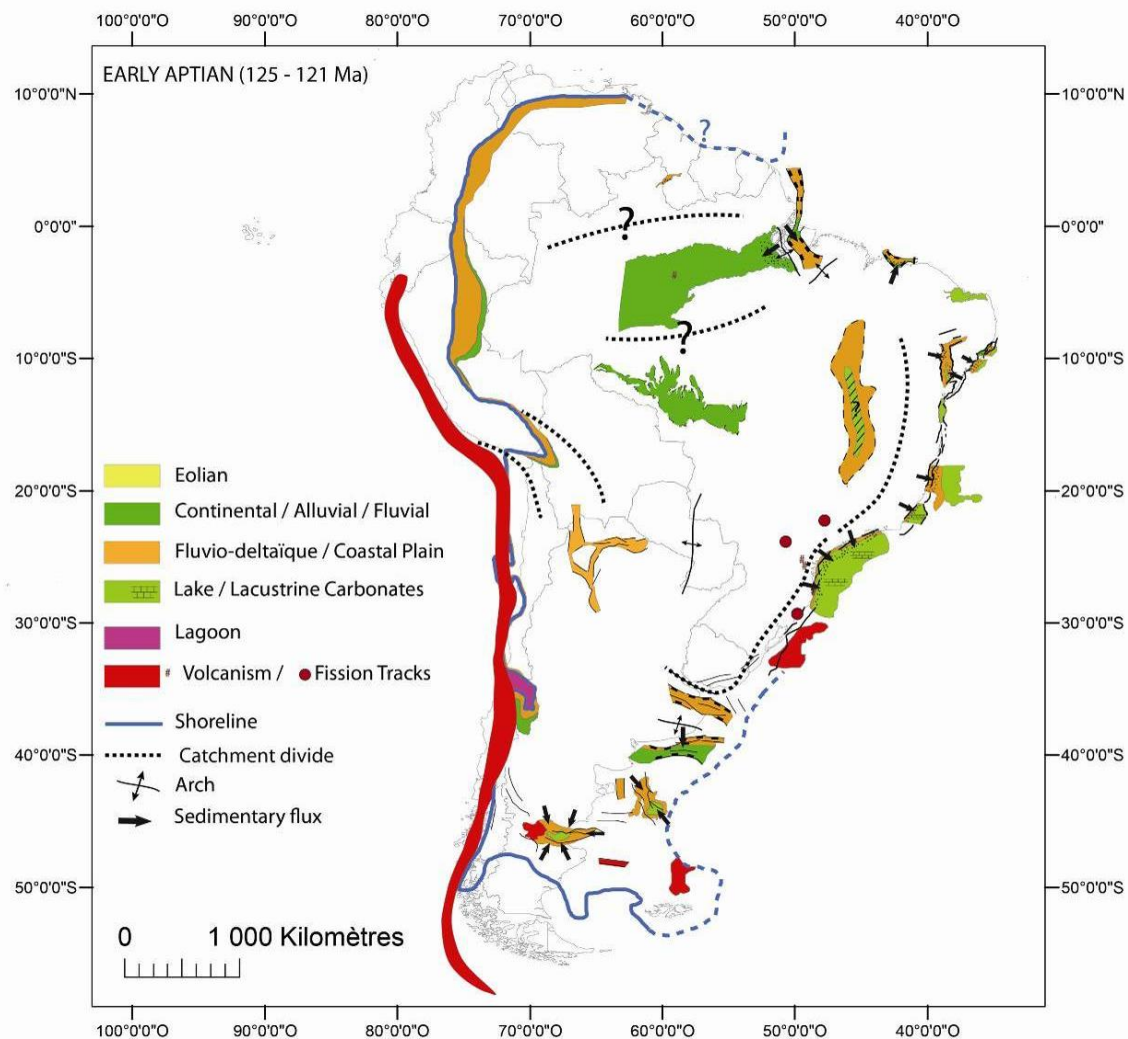 100°0'0"O 90°0'0"O 80°0'0"O 70°0'0"O 60°0'0"O 50°0'0"O 40°0'0"O
EARLY APTIAN (125 - 121 Ma)
10°0'0"N 10°0'0"N
?
0°0'0" 0°0'0"
?
?
10°0'0"S 10°0'0"S
?
Eolian
20°0'0"S 20°0'0"S
Continental / Alluvial / Fluvial
Fluvio-deltaïque / Coastal Plain
Lake / Lacustrine Carbonates
30°0'0"S 30°0'0"S
Lagoon
Volcanism / Fission Tracks
Shoreline
Catchment divide
40°0'0"S 40°0'0"S
Arch
Sedimentary flux
50°0'0"S 50°0'0"S
0 1 000 Kilomètres
100°0'0"O 90°0'0"O 80°0'0"O 70°0'0"O 60°0'0"O 50°0'0"O 40°0'0"O